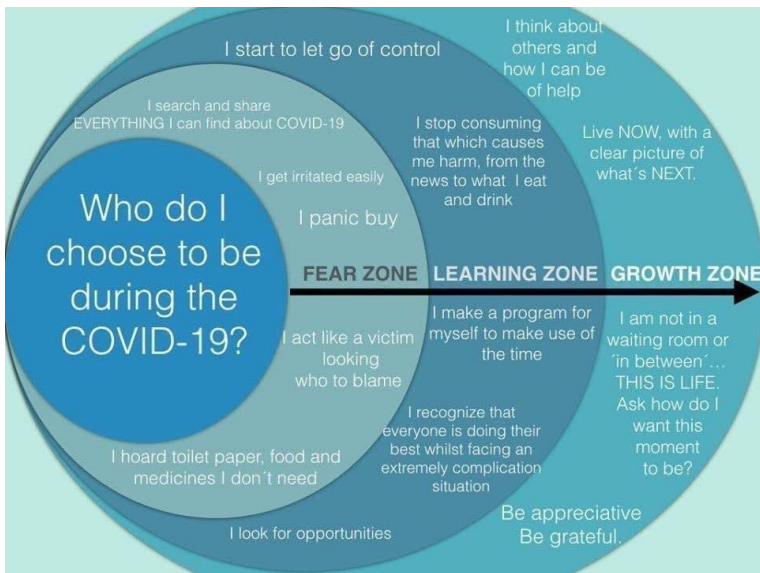 Who do I
choose to be
during the
COVID-19?
I search and share
EVERYTHING I can find about COVID-19
I get irritated easily
I panic buy
FEAR ZONE
I act like a victim
looking
who to blame
I hoard toilet paper, food and
medicines I don´t need
I start to let go of control
I stop consuming
that which causes
me harm, from the
news to what I eat
and drink
LEARNING ZONE
I make a program for
myself to make use of
the time
I recognize that
everyone is doing their
best whilst facing an
extremely complication
situation
I look for opportunities
I think about
others and
how I can be
of help
Live NOW, with a
clear picture of
what´s NEXT.
GROWTH ZONE
I am not in a
waiting room or
´in between´...
THIS IS LIFE.
Ask how do I
want this
moment
to be?
Be appreciative
Be grateful.